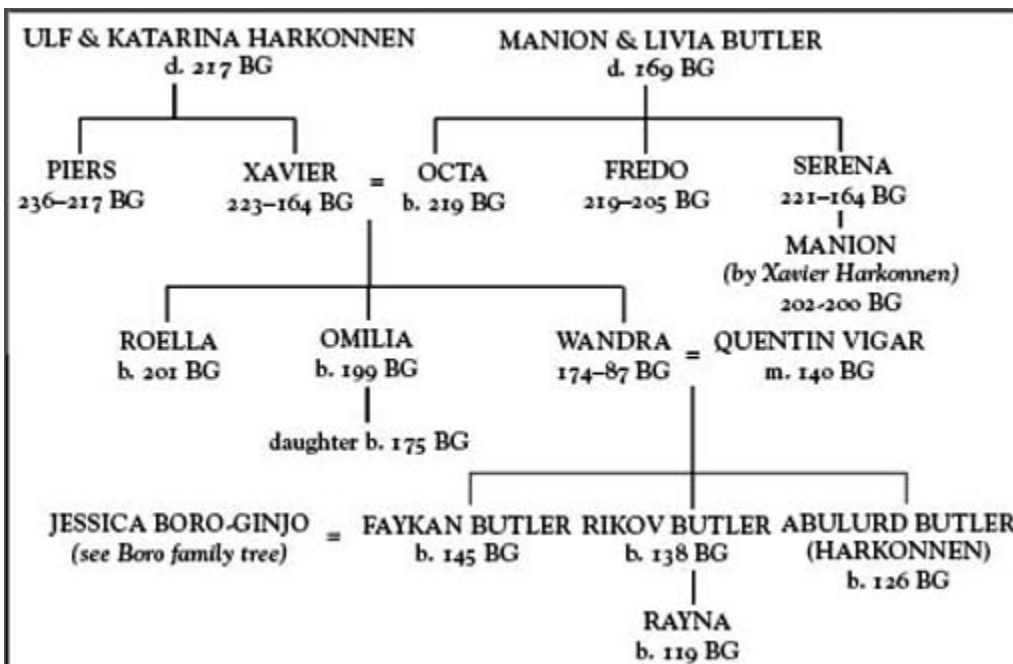 ULF & KATARINA HARKONNEN
d. 217 BG
MANION & LIVIA BUTLER
d. 169 BG
PIERS
236–217 BG
XAVIER
223–164 BG
=
OCTA
b. 219 BG
FREDO
219–205 BG
SERENA
221–164 BG
MANION
(by Xavier Harkonnen)
202-200 BG
ROELLA
b. 201 BG
OMILIA
b. 199 BG
WANDRA
174–87 BG
=
QUENTIN VIGAR
m. 140 BG
daughter b. 175 BG
JESSICA BORO-GINJO
(see Boro family tree)
=
FAYKAN BUTLER
b. 145 BG
RIKOV BUTLER
b. 138 BG
ABULURD BUTLER
(HARKONNEN)
b. 126 BG
RAYNA
b. 119 BG